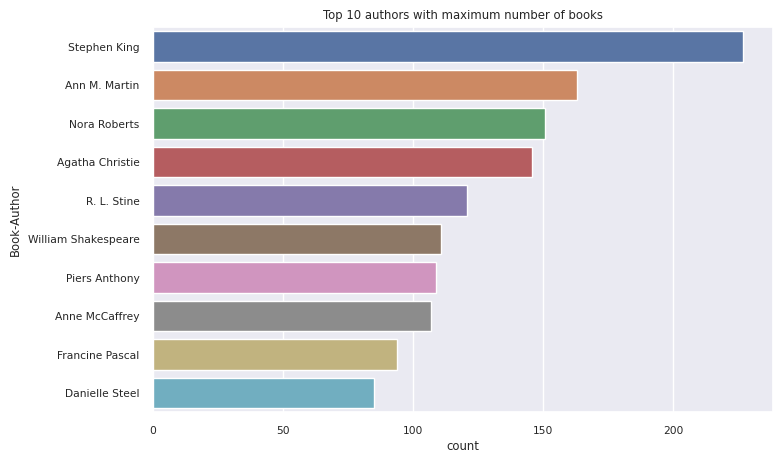 Top 10 authors with maximum number of books
Book-Author
Stephen King
Ann M. Martin
Nora Roberts
Agatha Christie
R. L. Stine
William Shakespeare
Piers Anthony
Anne McCaffrey
Francine Pascal
Danielle Steel
0 50 100 150 200
count